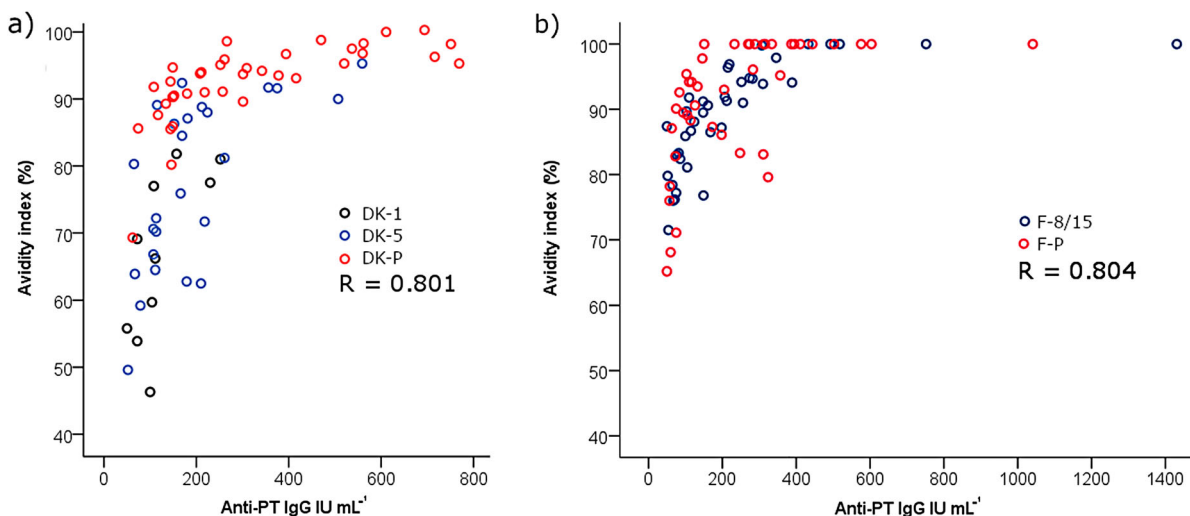 a)
100
90
80
70
60
50
40
Avidity index (%)
DK-1
DK-5
DK-P
R = 0.801
0 200 400 600 800
Anti-PT IgG IU mL⁻¹
b)
100
90
80
70
60
50
40
Avidity index (%)
F-8/15
F-P
R = 0.804
0 200 400 600 800 1000 1200 1400
Anti-PT IgG IU mL⁻¹